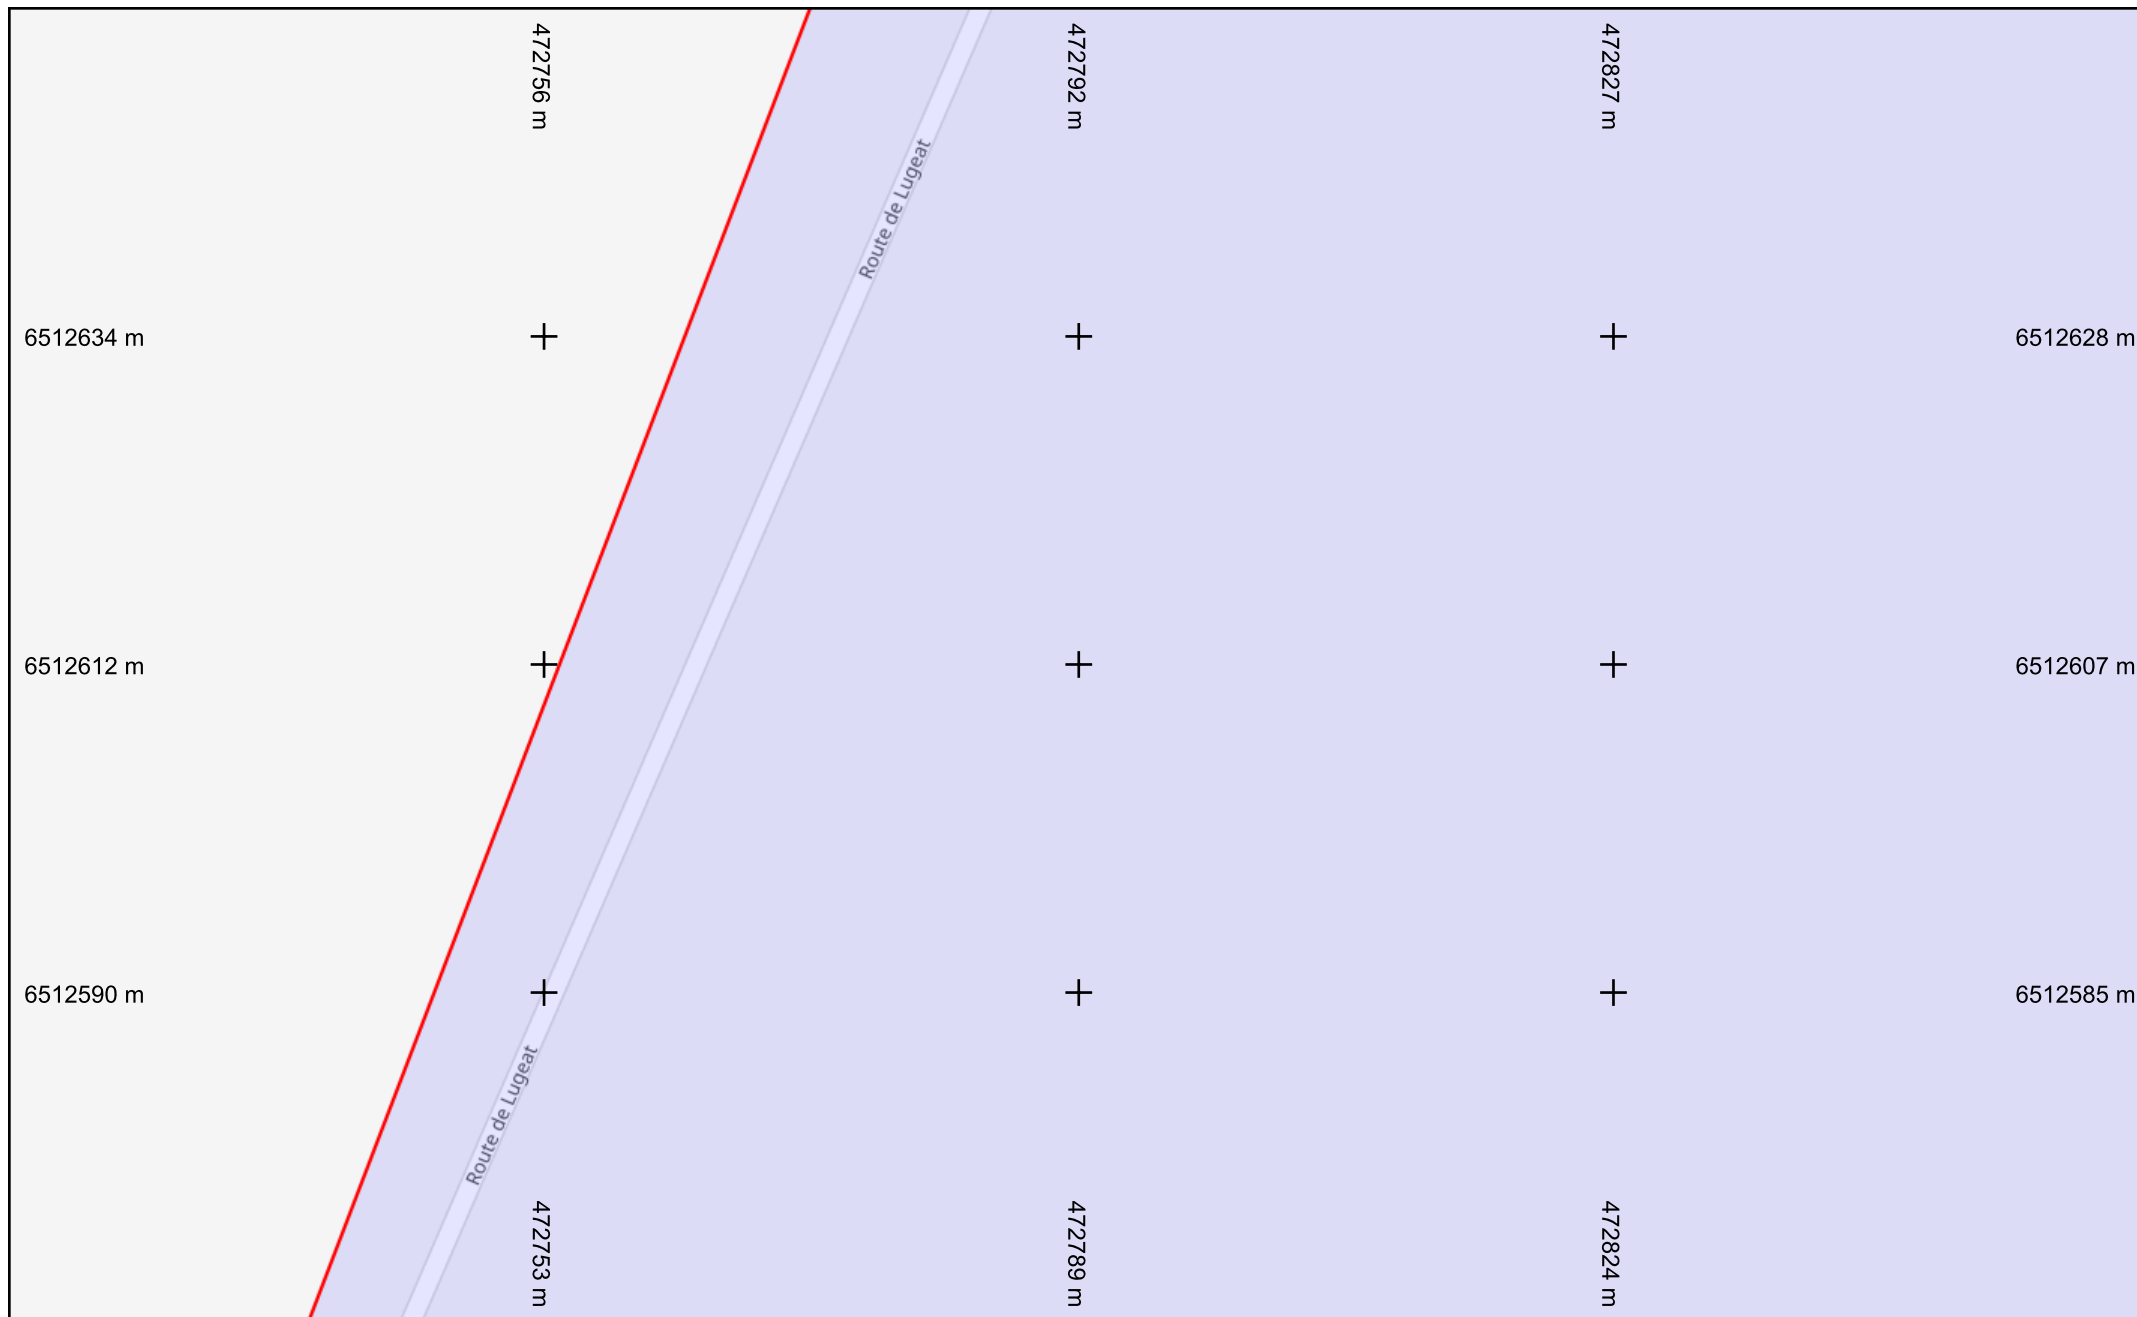 472756 m
472792 m
472827 m
Route de Lugeat
6512634 m
6512628 m
6512612 m
6512607 m
6512590 m
6512585 m
Route de Lugeat
472753 m
472789 m
472824 m